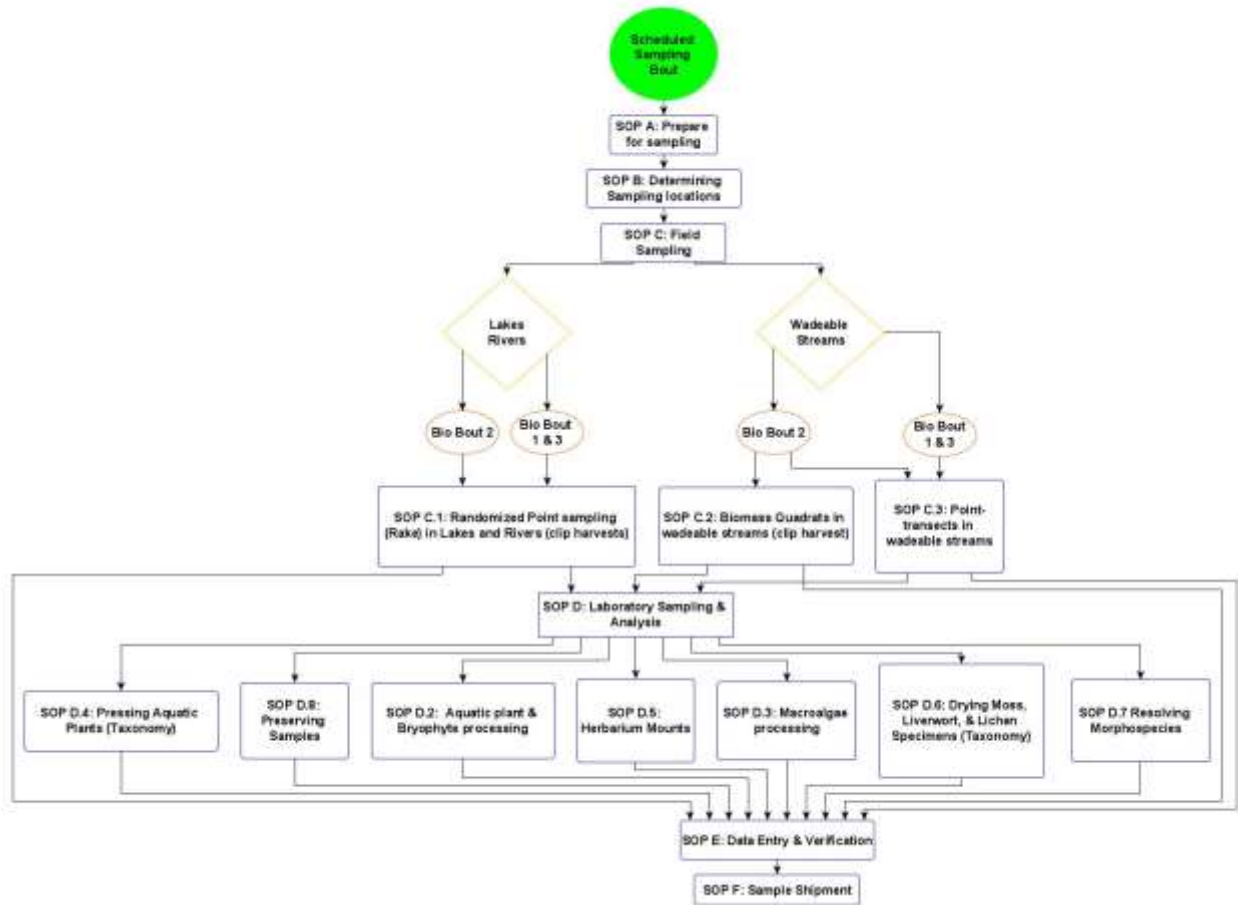 Scheduled
Sampling
Bout
SOP A: Prepare
for sampling
SOP B: Determining
Sampling locations
SOP C: Field
Sampling
Lakes
Rivers
Wadeable
Streams
Bio Bout 2
Bio Bout
1 & 3
Bio Bout 2
Bio Bout
1 & 3
SOP C.1: Randomized Point sampling
(Rake) in Lakes and Rivers (clip harvests)
SOP C.2: Biomass Quadrats in
wadeable streams (clip harvest)
SOP C.3: Point-
transects in
wadeable streams
SOP D: Laboratory Sampling &
Analysis
SOP D.4: Pressing Aquatic
Plants (Taxonomy)
SOP D.8:
Preserving
Samples
SOP D.2: Aquatic plant &
Bryophyte processing
SOP D.5:
Herbarium Mounts
SOP D.3: Macroalgae
processing
SOP D.6: Drying Moss,
Liverwort, & Lichen
Specimens (Taxonomy)
SOP D.7 Resolving
Morphospecies
SOP E: Data Entry & Verification
SOP F: Sample Shipment